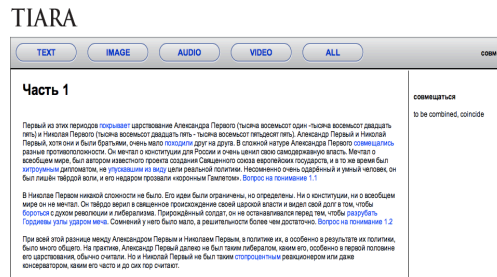 TIARA
TEXT IMAGE AUDIO VIDEO ALL СОВМ
Часть 1
Первый из этих периодов покрывает царствование Александра Первого (тысяча восемьсот один -тысяча восемьсот двадцать
пять) и Николая Первого (тысяча восемьсот двадцать пять - тысяча восемьсот пятьдесят пять). Александр Первый и Николай
Первый, хотя они и были братьями, очень мало походили друг на друга. В сложной натуре Александра Первого совмещались
разные противоположности. Он мечтал о конституции для России и очень ценил свою самодержавную власть. Мечтал о
всеобщем мире, был автором известного проекта создания Священного союза европейских государств, и в то же время был
хитроумным дипломатом, не упускавшим из виду цели реальной политики. Несомненно очень одарённый и умный человек, он
был лишён твёрдой воли, и его недаром прозвали «коронным Гамлетом». Вопрос на понимание 1.1
В Николае Первом никакой сложности не было. Его идеи были ограничены, но определены. Ни о конституции, ни о всеобщем
мире он не мечтал. Он твёрдо верил в священное происхождение своей царской власти и видел свой долг в том, чтобы
бороться с духом революции и либерализма. Прирождённый солдат, он не останавливался перед тем, чтобы разрубать
Гордиевы узлы ударом меча. Сомнений у него было мало, а решительности более чем достаточно. Вопрос на понимание 1.2
При всей этой разнице между Александром Первым и Николаем Первым, в политике их, а особенно в результате их политики,
было много общего. На практике, Александр Первый далеко не был таким либералом, каким его, особенно в первой половине
его царствования, обычно считали. Но и Николай Первый не был таким стопроцентным реакционером или даже
консерватором, каким его часто и до сих пор считают.
совмещаться
to be combined, coincide